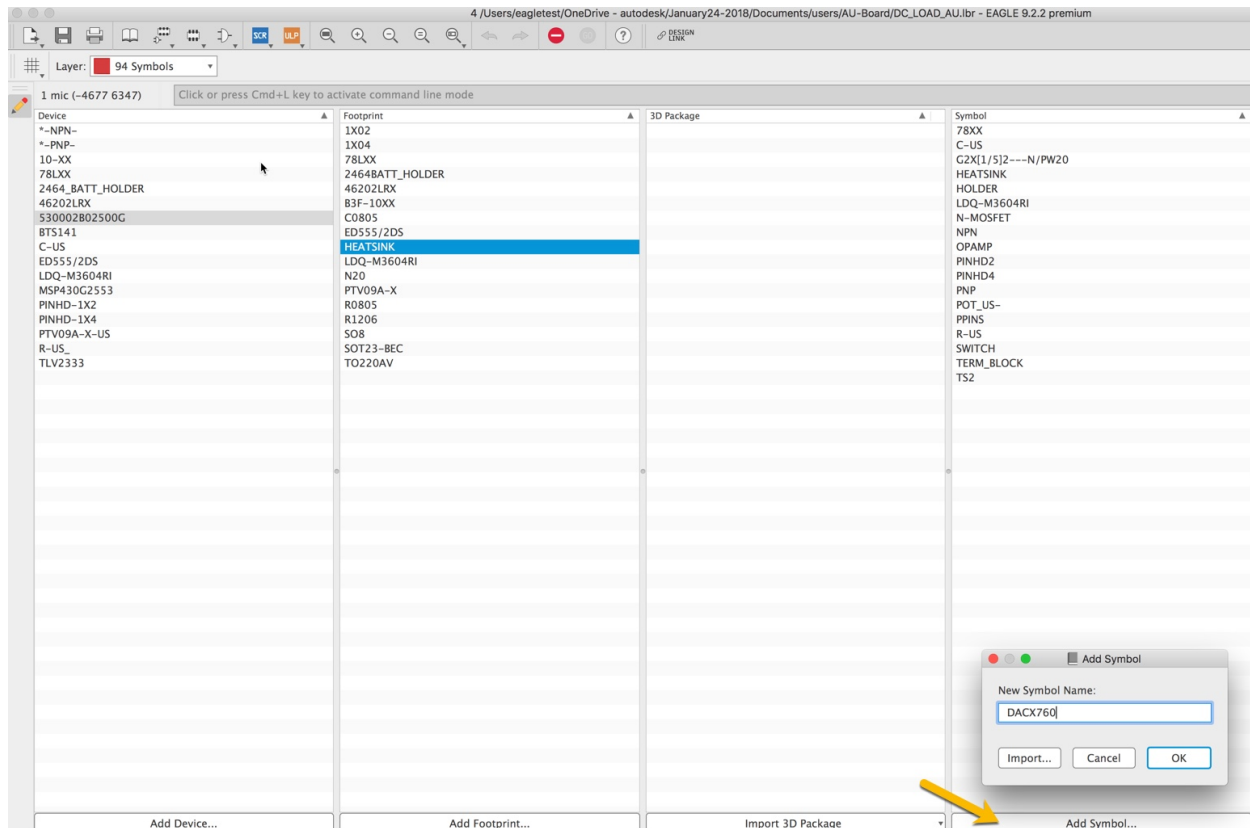 4 /Users/eagletest/OneDrive - autodesk/January24-2018/Documents/users/AU-Board/DC_LOAD_AU.lbr - EAGLE 9.2.2 premium
SCR
ULP
?
DESIGN
LINK
Layer:
94 Symbols
1 mic (-4677 6347)
Click or press Cmd+L key to activate command line mode
Device
*-NPN-
*-PNP-
10-XX
78LXX
2464_BATT_HOLDER
46202LRX
530002B02500G
BTS141
C-US
ED555/2DS
LDQ-M3604RI
MSP430G2553
PINHD-1X2
PINHD-1X4
PTV09A-X-US
R-US_
TLV2333
Add Device...
Footprint
1X02
1X04
78LXX
2464BATT_HOLDER
46202LRX
B3F-10XX
C0805
ED555/2DS
HEATSINK
LDQ-M3604RI
N20
PTV09A-X
R0805
R1206
SO8
SOT23-BEC
TO220AV
Add Footprint...
3D Package
Import 3D Package
Symbol
78XX
C-US
G2X[1/5]2---N/PW20
HEATSINK
HOLDER
LDQ-M3604RI
N-MOSFET
NPN
OPAMP
PINHD2
PINHD4
PNP
POT_US-
PPINS
R-US
SWITCH
TERM_BLOCK
TS2
Add Symbol
New Symbol Name:
DACX760
Import...
Cancel
OK
Add Symbol...